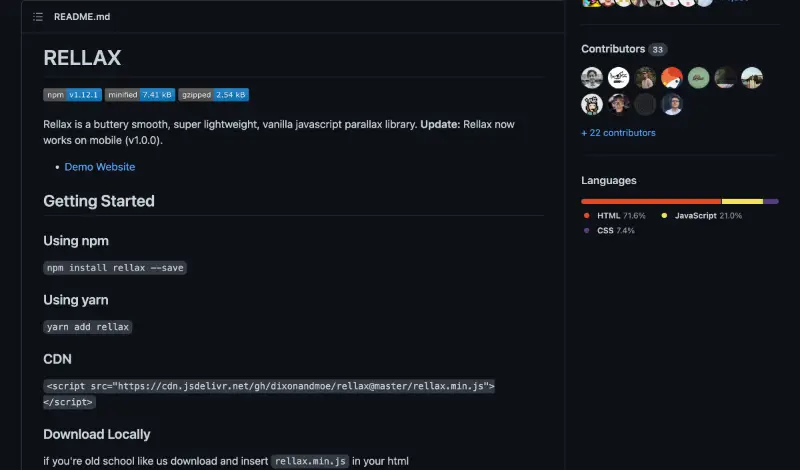 README.md
RELLAX
npm v1.12.1 minified 7.41 kB gzipped 2.54 kB
Rellax is a buttery smooth, super lightweight, vanilla javascript parallax library. Update: Rellax now
works on mobile (v1.0.0).
• Demo Website
Getting Started
Using npm
npm install rellax --save
Using yarn
yarn add rellax
CDN
<script src="https://cdn.jsdelivr.net/gh/dixonandmoe/rellax@master/rellax.min.js">
</script>
Download Locally
if you're old school like us download and insert rellax.min.js in your html
Contributors 33
+ 22 contributors
Languages
HTML 71.6% JavaScript 21.0%
CSS 7.4%